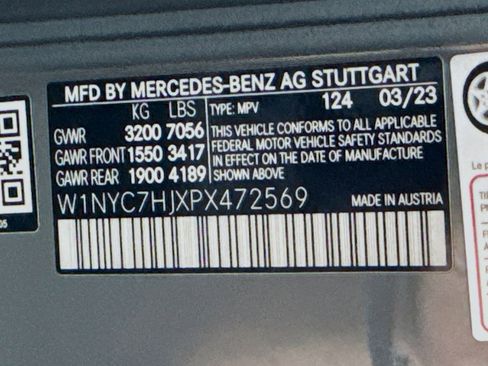 MFD BY MERCEDES-BENZ AG STUTTGART
KG LBS TYPE: MPV 124 03/23
GVWR 3200 7056 THIS VEHICLE CONFORMS TO ALL APPLICABLE
GAWR FRONT 1550 3417 FEDERAL MOTOR VEHICLE SAFETY STANDARDS
GAWR REAR 1900 4189 IN EFFECT ON THE DATE OF MANUFACTURE
SHOWN ABOVE
W1NYC7HJXPX472569 MADE IN AUSTRIA